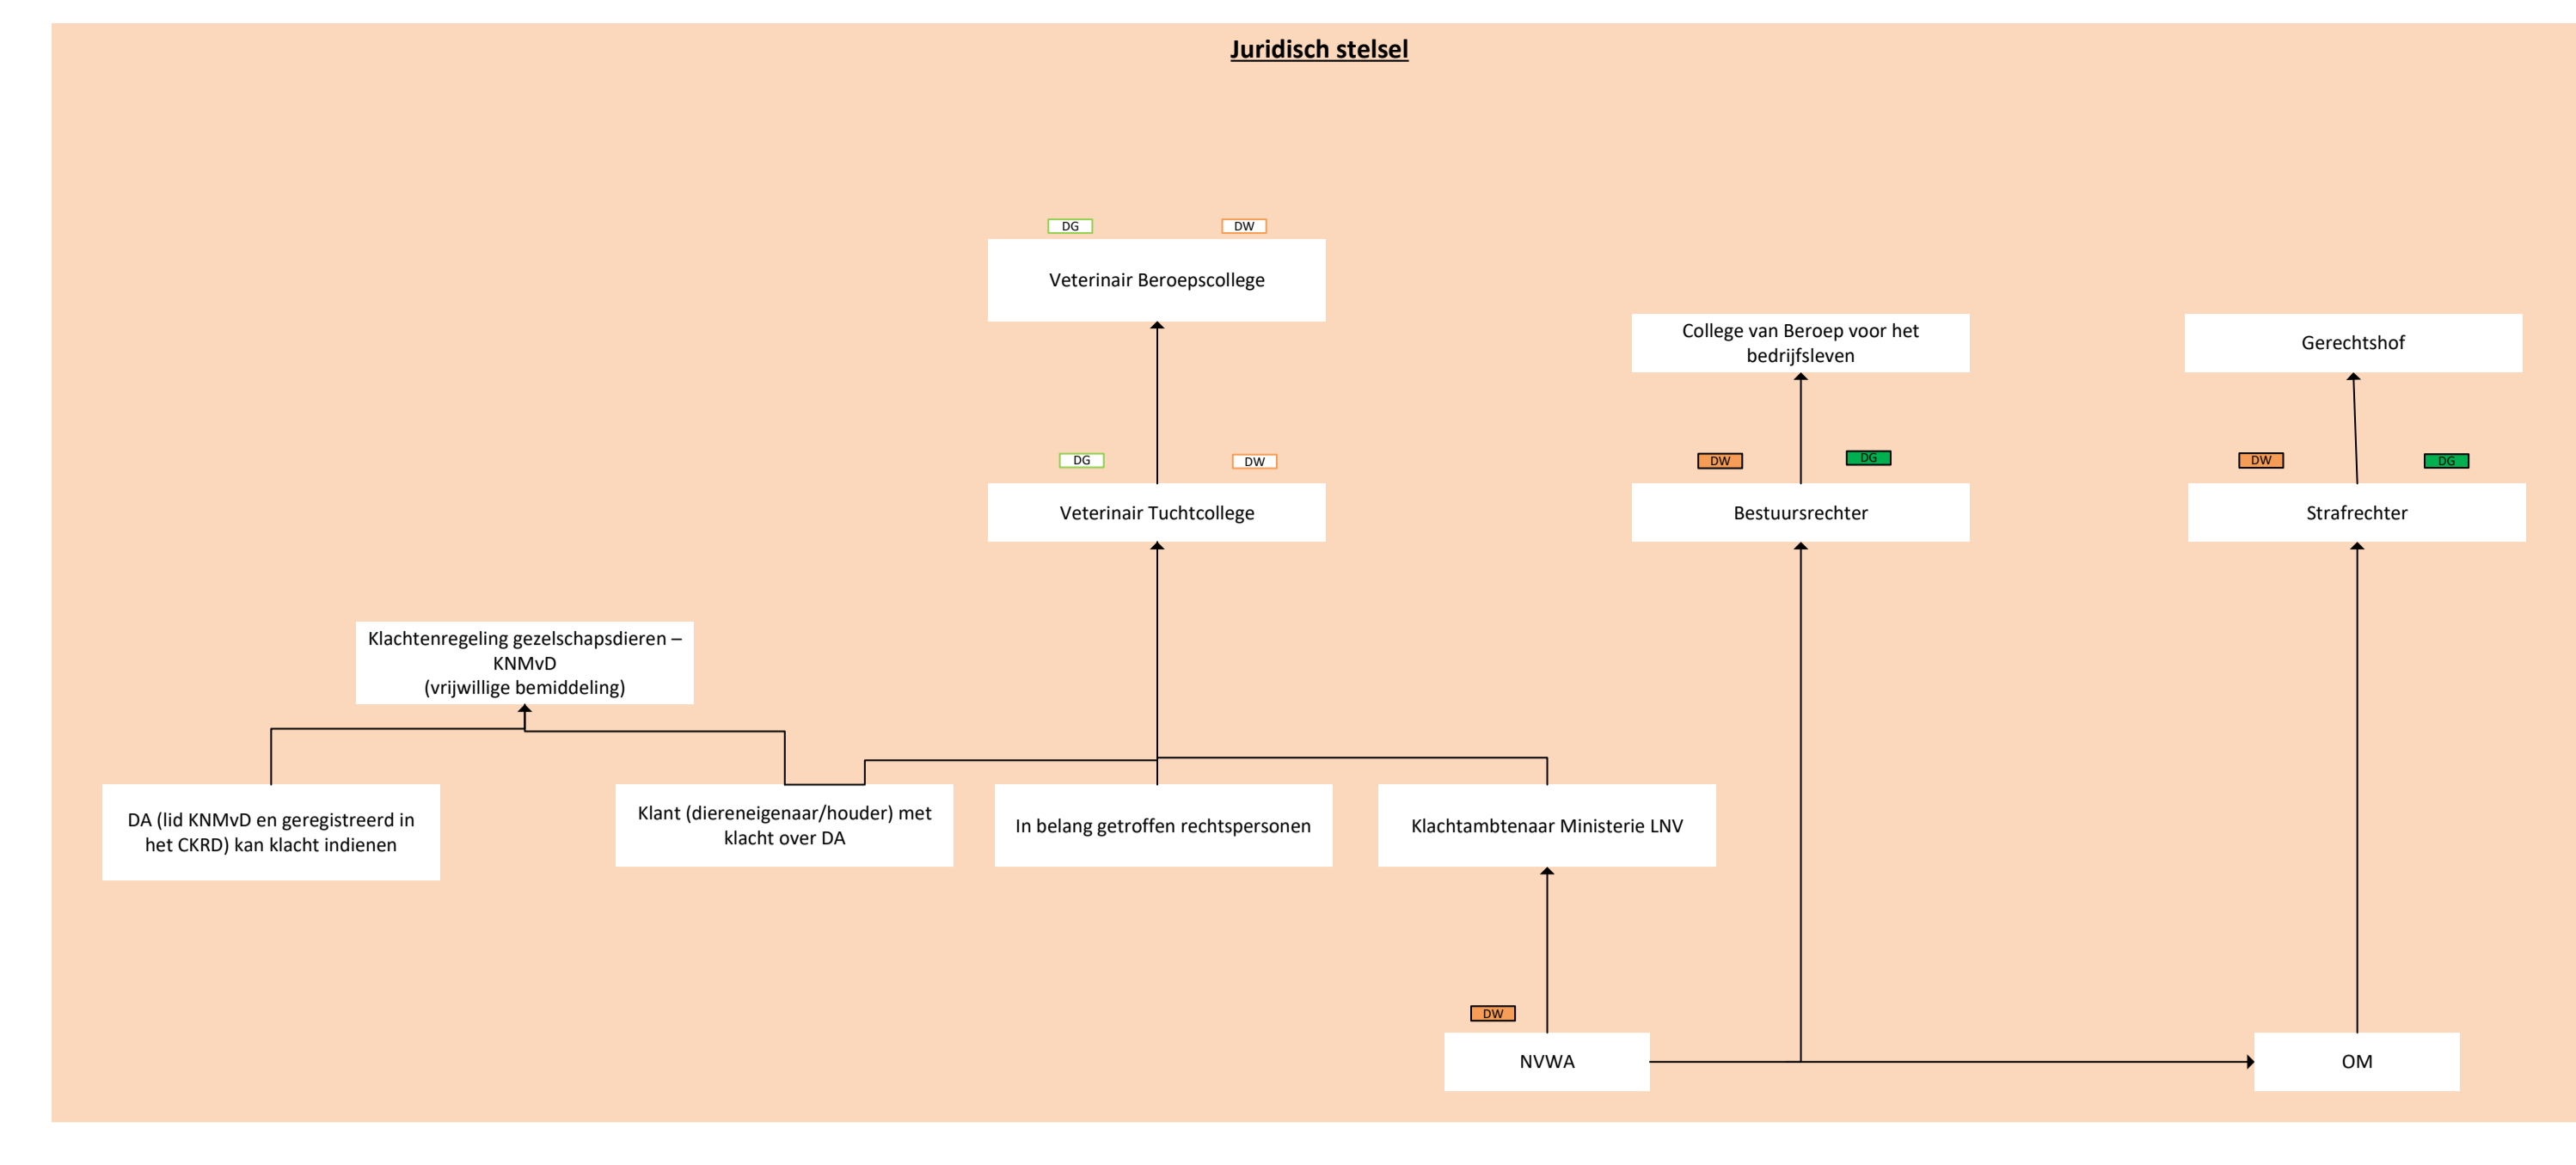 Juridisch stelsel
DG
DW
Veterinair Beroepscollege
College van Beroep voor het
bedrijfsleven
Gerechtshof
DG
DW
DW
DG
DW
DG
Veterinair Tuchtcollege
Bestuursrechter
Strafrechter
Klachtenregeling gezelschapsdieren –
KNMvD
(vrijwillige bemiddeling)
DA (lid KNMvD en geregistreerd in
het CKRD) kan klacht indienen
Klant (diereneigenaar/houder) met
klacht over DA
In belang getroffen rechtspersonen
Klachtambtenaar Ministerie LNV
DW
NVWA
OM